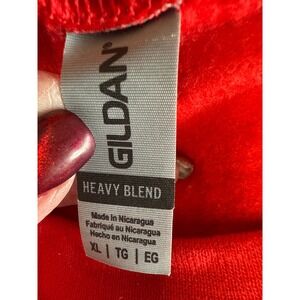 GILDAN®
HEAVY BLEND
Made in Nicaragua
Fabriqué au Nicaragua
Hecho en Nicaragua
XL | TG | EG